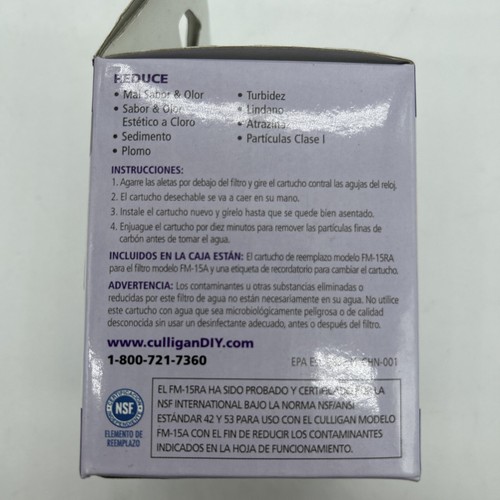 REDUCE
• Mal Sabor & Olor
• Sabor & Olor
Estético a Cloro
• Sedimento
• Plomo
• Turbidez
• Lindano
• Atrazina
• Partículas Clase I
INSTRUCCIONES:
1. Agarre las aletas por debajo del filtro y gire el cartucho contral las agujas del reloj.
2. El cartucho desechable se va a caer en su mano.
3. Instale el cartucho nuevo y gírelo hasta que se quede bien asentado.
4. Enjuague el cartucho por diez minutos para remover las partículas finas de
carbón antes de tomar el agua.
INCLUIDOS EN LA CAJA ESTÁN: El cartucho de reemplazo modelo FM-15RA
para el filtro modelo FM-15A y una etiqueta de recordatorio para cambiar el cartucho.
ADVERTENCIA: Los contaminantes u otras substancias eliminadas o
reducidas por este filtro de agua no están necesariamente en su agua. No utilice
este cartucho con agua que sea microbiológicamente peligrosa o de calidad
desconocida sin usar un desinfectante adecuado, antes o después del filtro.
www.culliganDIY.com
1-800-721-7360
EPA CHN-001
NSF
ELEMENTO DE
REEMPLAZO
EL FM-15RA HA SIDO PROBADO Y CERTIFICADO POR LA
NSF INTERNATIONAL BAJO LA NORMA NSF/ANSI
ESTÁNDAR 42 Y 53 PARA USO CON EL CULLIGAN MODELO
FM-15A CON EL FIN DE REDUCIR LOS CONTAMINANTES
INDICADOS EN LA HOJA DE FUNCIONAMIENTO.